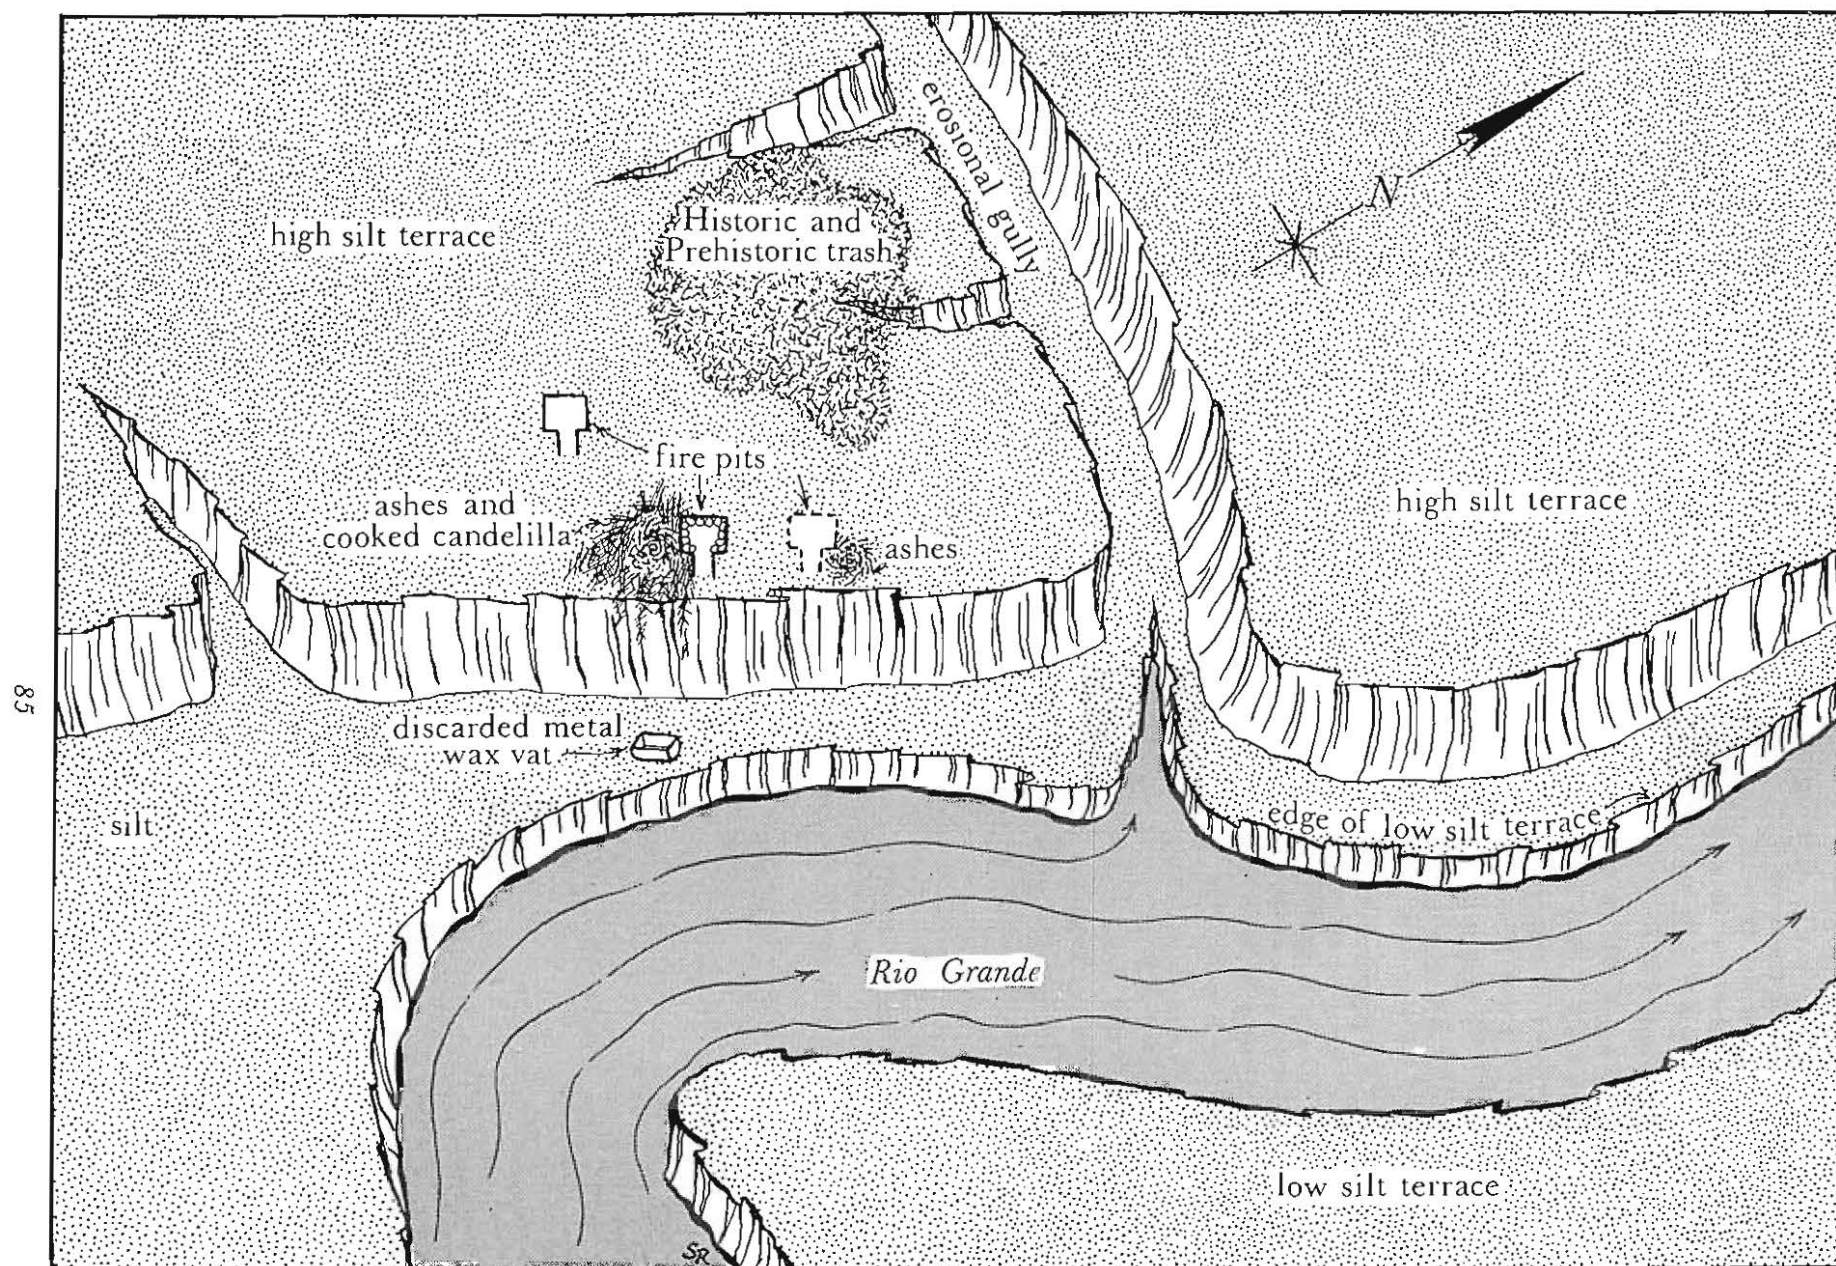 erosional gully
N
high silt terrace
Historic and
Prehistoric trash
fire pits
ashes and
cooked candelilla
ashes
high silt terrace
85
discarded metal
wax vat
silt
edge of low silt terrace
Rio Grande
low silt terrace
SR